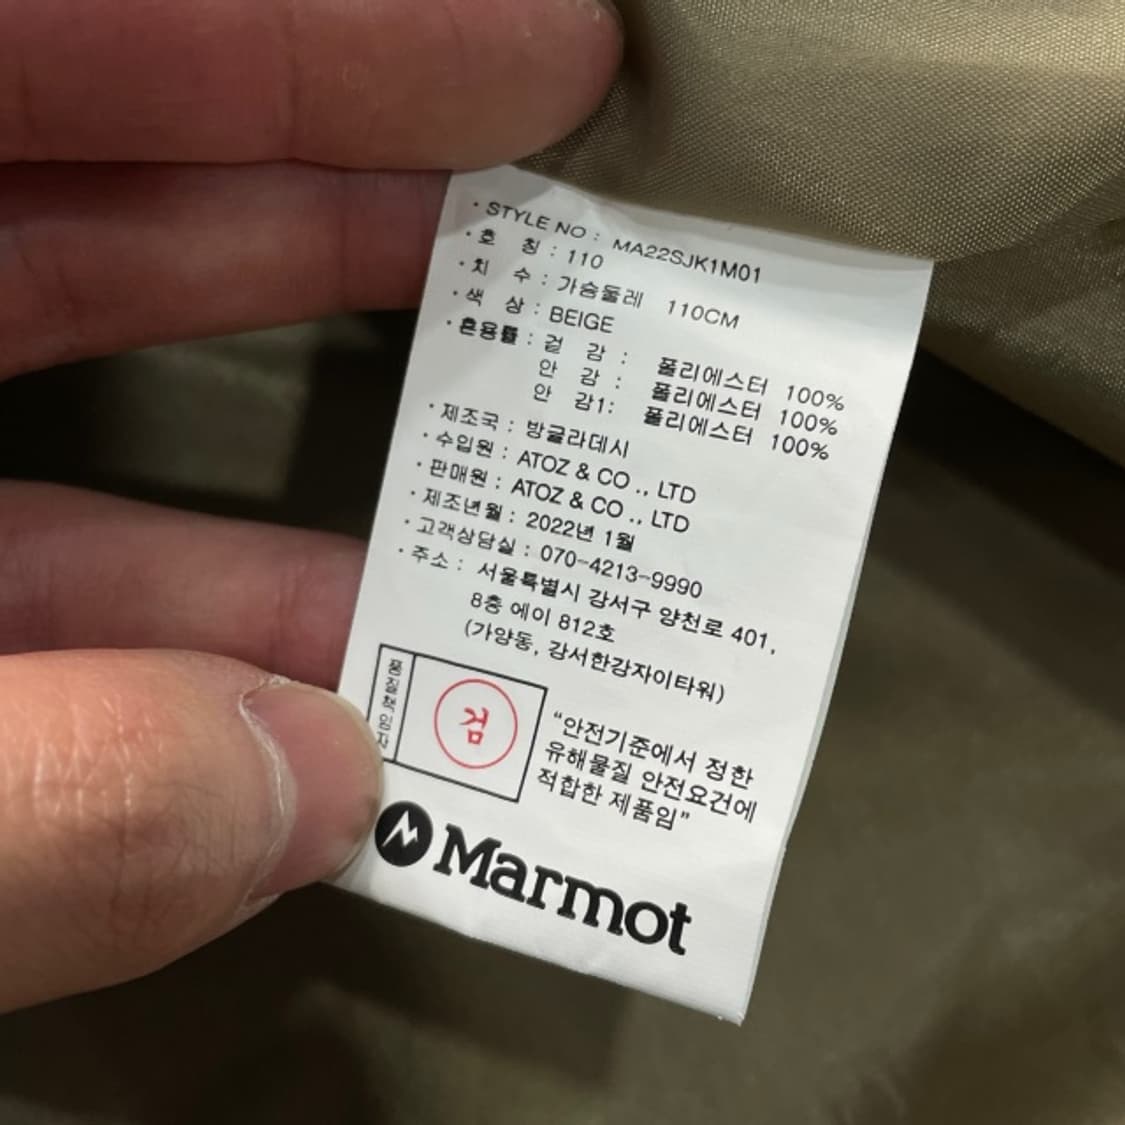 · STYLE NO : MA22SJK1M01
· 호 칭 : 110
· 치 수 : 가슴둘레 110CM
· 색 상 : BEIGE
· 혼용률 : 겉 감 : 폴리에스터 100%
안 감 : 폴리에스터 100%
안 감1: 폴리에스터 100%
· 제조국 : 방글라데시
· 수입원 : ATOZ & CO ., LTD
· 판매원 : ATOZ & CO ., LTD
· 제조년월 : 2022년 1월
· 고객상담실 : 070-4213-9990
· 주소 : 서울특별시 강서구 양천로 401,
8층 에이 812호
(가양동, 강서한강자이타워)
품질책임자
검
“안전기준에서 정한
유해물질 안전요건에
적합한 제품임”
Marmot